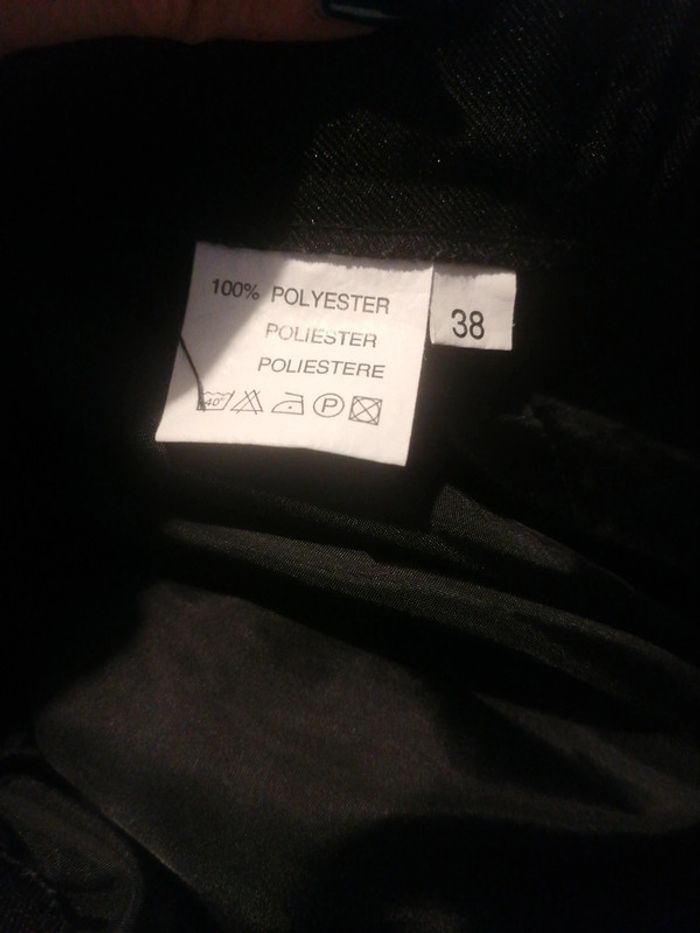 100% POLYESTER
POLIESTER
POLIESTERE
40°
P
38